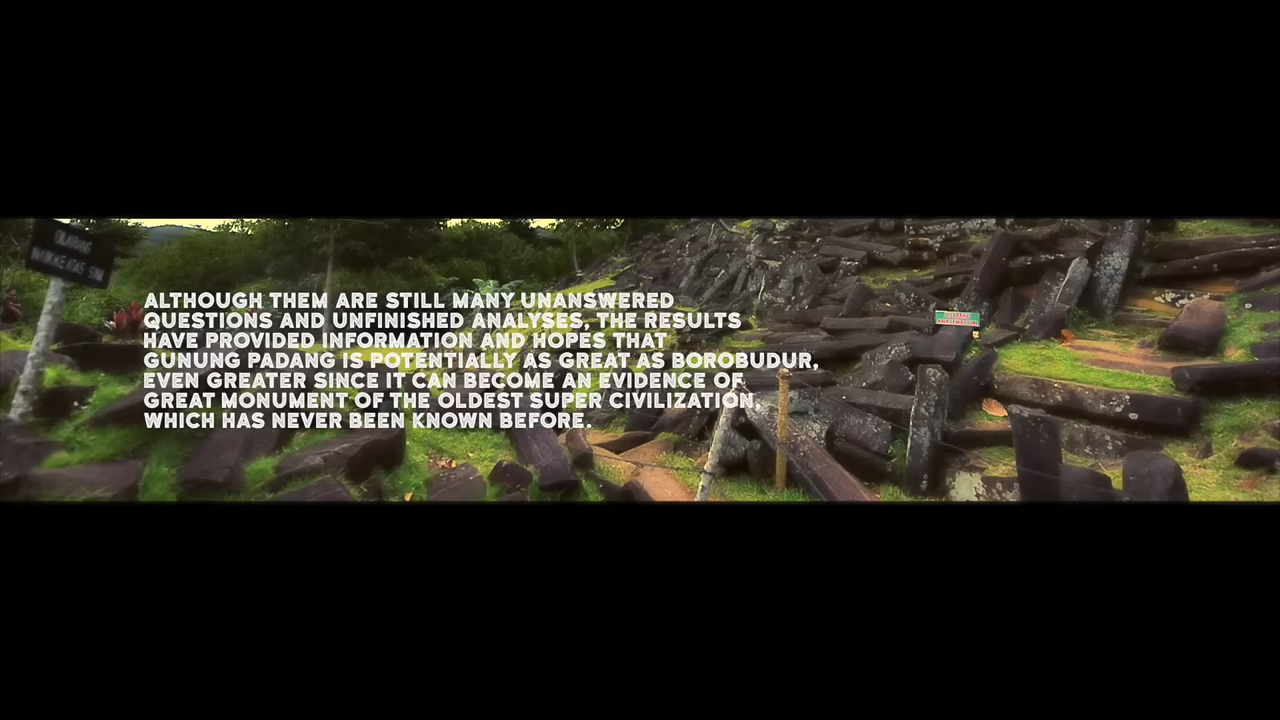 ALTHOUGH THEM ARE STILL MANY UNANSWERED
QUESTIONS AND UNFINISHED ANALYSES, THE RESULTS
HAVE PROVIDED INFORMATION AND HOPES THAT
GUNUNG PADANG IS POTENTIALLY AS GREAT AS BOROBUDUR,
EVEN GREATER SINCE IT CAN BECOME AN EVIDENCE OF
GREAT MONUMENT OF THE OLDEST SUPER CIVILIZATION,
WHICH HAS NEVER BEEN KNOWN BEFORE.